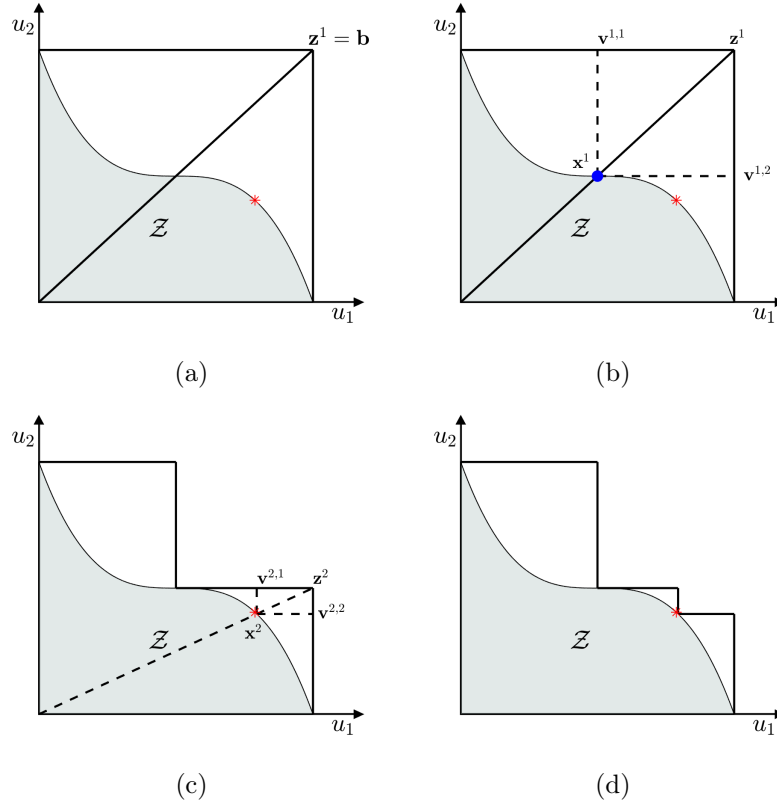 u₂
z¹ = b
𝒵
u₁
(a)
u₂
v¹,¹
z¹
x¹
v¹,²
𝒵
u₁
(b)
u₂
v²,¹
z²
v²,²
x²
𝒵
u₁
(c)
u₂
𝒵
u₁
(d)